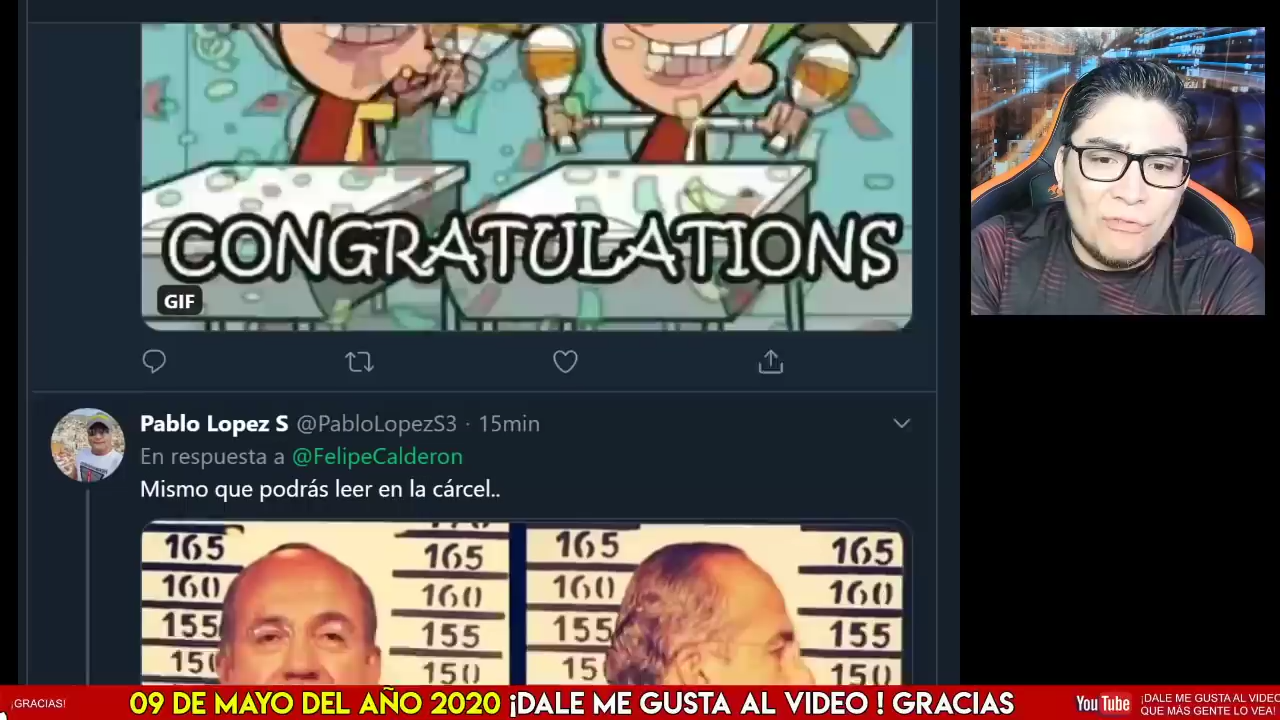 CONGRATULATIONS
GIF
Pablo Lopez S @PabloLopezS3 · 15min
En respuesta a @FelipeCalderon
Mismo que podrás leer en la cárcel..
165 165 165 165
160 160 160 160
155 155 155 155
150 150 15 150
¡GRACIAS!
09 DE MAYO DEL AÑO 2020 ¡DALE ME GUSTA AL VIDEO ! GRACIAS
YouTube
¡DALE ME GUSTA AL VIDEO
QUE MÁS GENTE LO VEA!